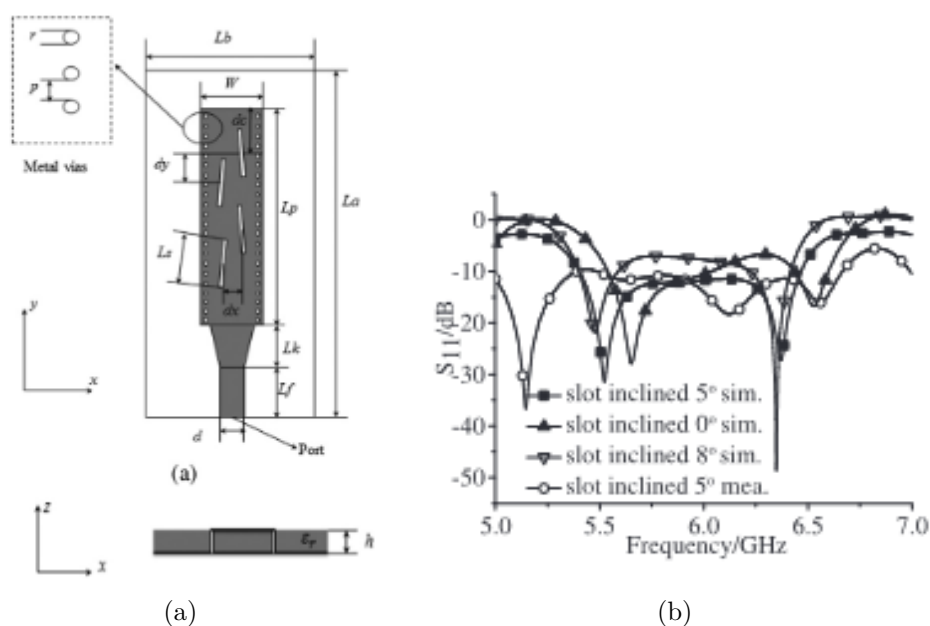 r
p
Metal vias
Lb
W
dc
dy
Lp
La
Ls
dx
y
x
Lk
Lf
d
Port
(a)
z
x
εr
h
(a)
S11/dB
0
-10
-20
-30
-40
-50
slot inclined 5° sim.
slot inclined 0° sim.
slot inclined 8° sim.
slot inclined 5° mea.
5.0 5.5 6.0 6.5 7.0
Frequency/GHz
(b)